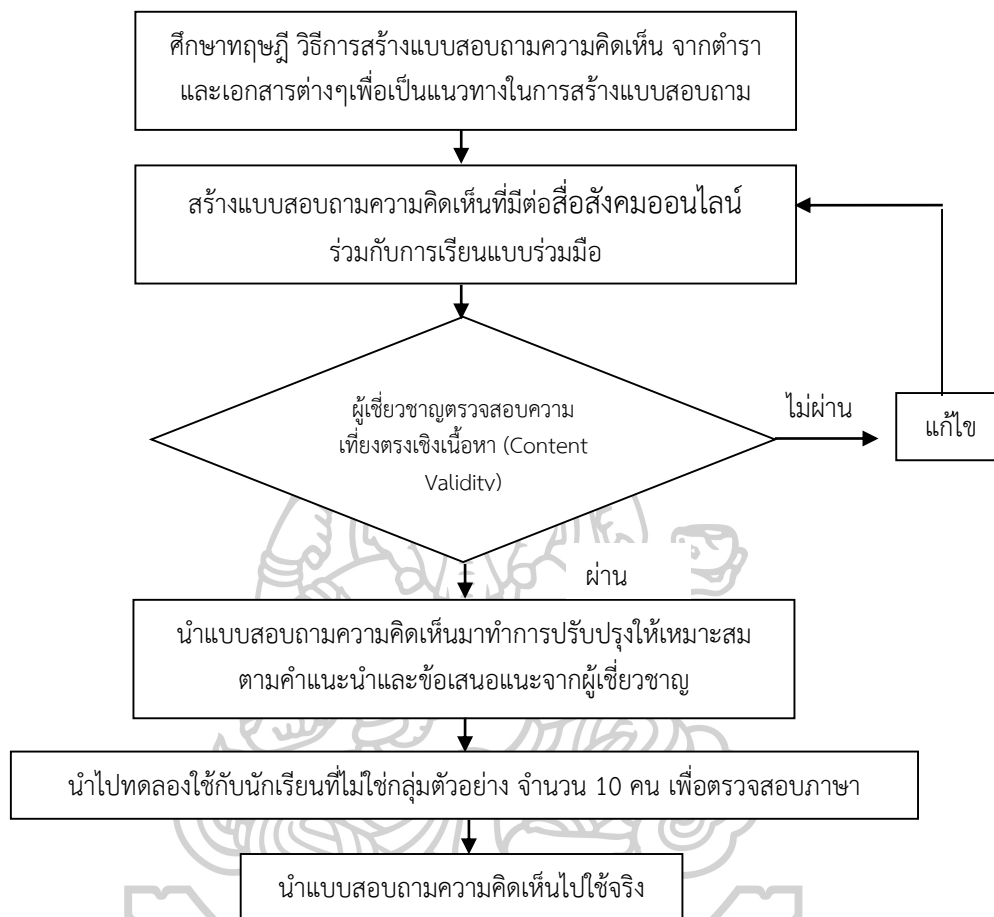 ศึกษาทฤษฎี วิธีการสร้างแบบสอบถามความคิดเห็น จากตำรา
และเอกสารต่างๆเพื่อเป็นแนวทางในการสร้างแบบสอบถาม
สร้างแบบสอบถามความคิดเห็นที่มีต่อสื่อสังคมออนไลน์
ร่วมกับการเรียนแบบร่วมมือ
ผู้เชี่ยวชาญตรวจสอบความ
เที่ยงตรงเชิงเนื้อหา (Content
Validity)
ไม่ผ่าน
แก้ไข
ผ่าน
นำแบบสอบถามความคิดเห็นมาทำการปรับปรุงให้เหมาะสม
ตามคำแนะนำและข้อเสนอแนะจากผู้เชี่ยวชาญ
นำไปทดลองใช้กับนักเรียนที่ไม่ใช่กลุ่มตัวอย่าง จำนวน 10 คน เพื่อตรวจสอบภาษา
นำแบบสอบถามความคิดเห็นไปใช้จริง